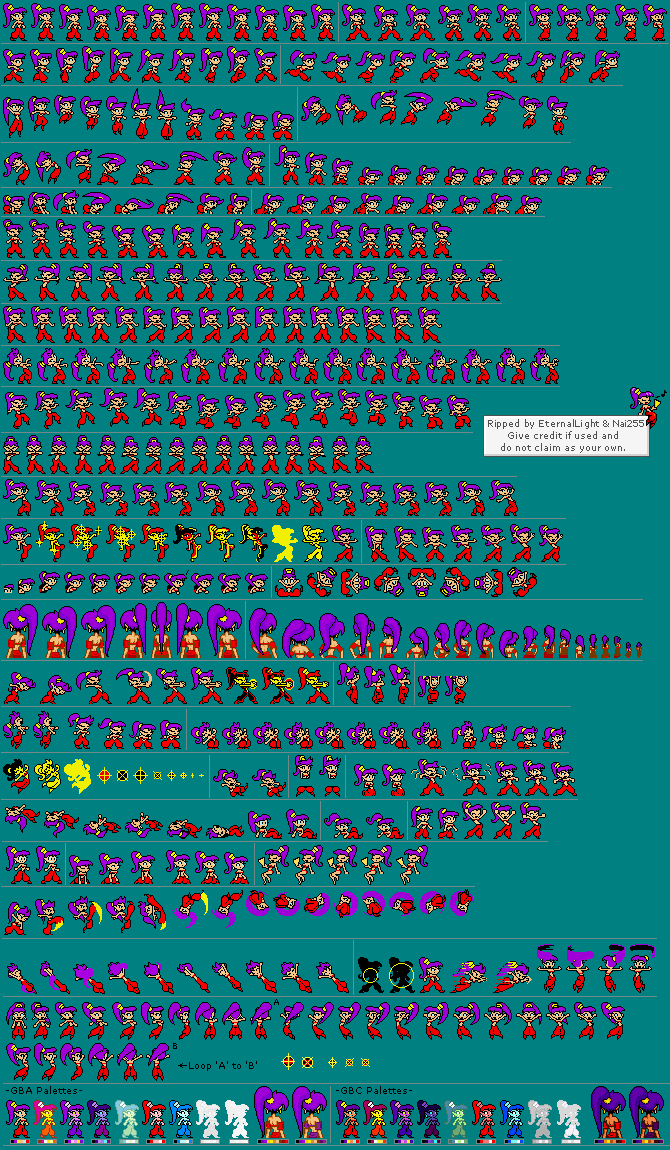 Ripped by EternalLight & Nai255
Give credit if used and
do not claim as your own.
A
B
<-Loop 'A' to 'B'
-GBA Palettes-
-GBC Palettes-